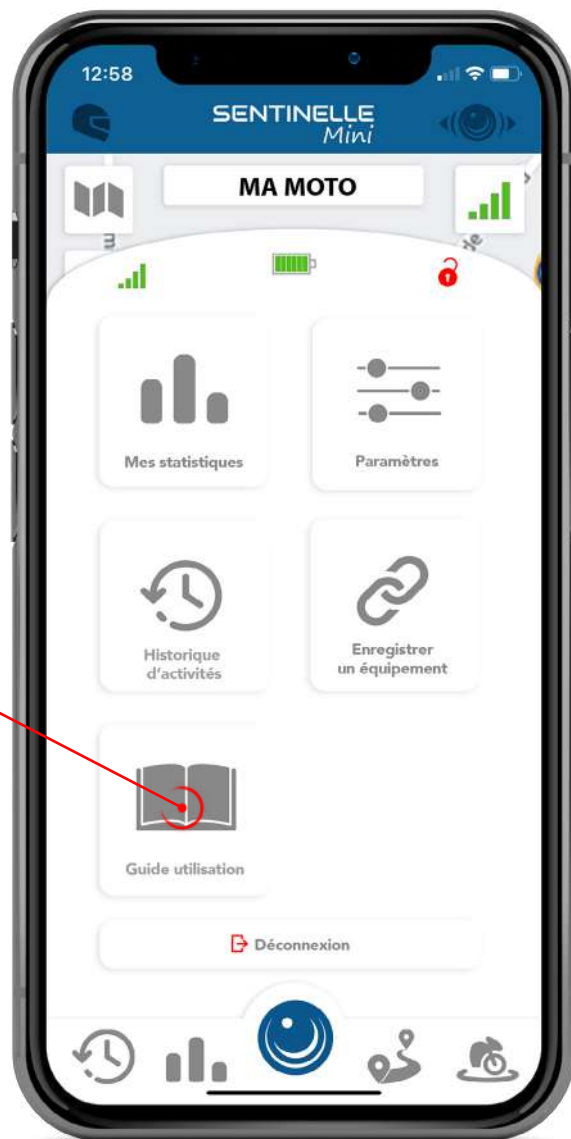 12:58
SENTINELLE
Mini
MA MOTO
Mes statistiques
Paramètres
Historique
d'activités
Enregistrer
un équipement
Guide utilisation
Déconnexion